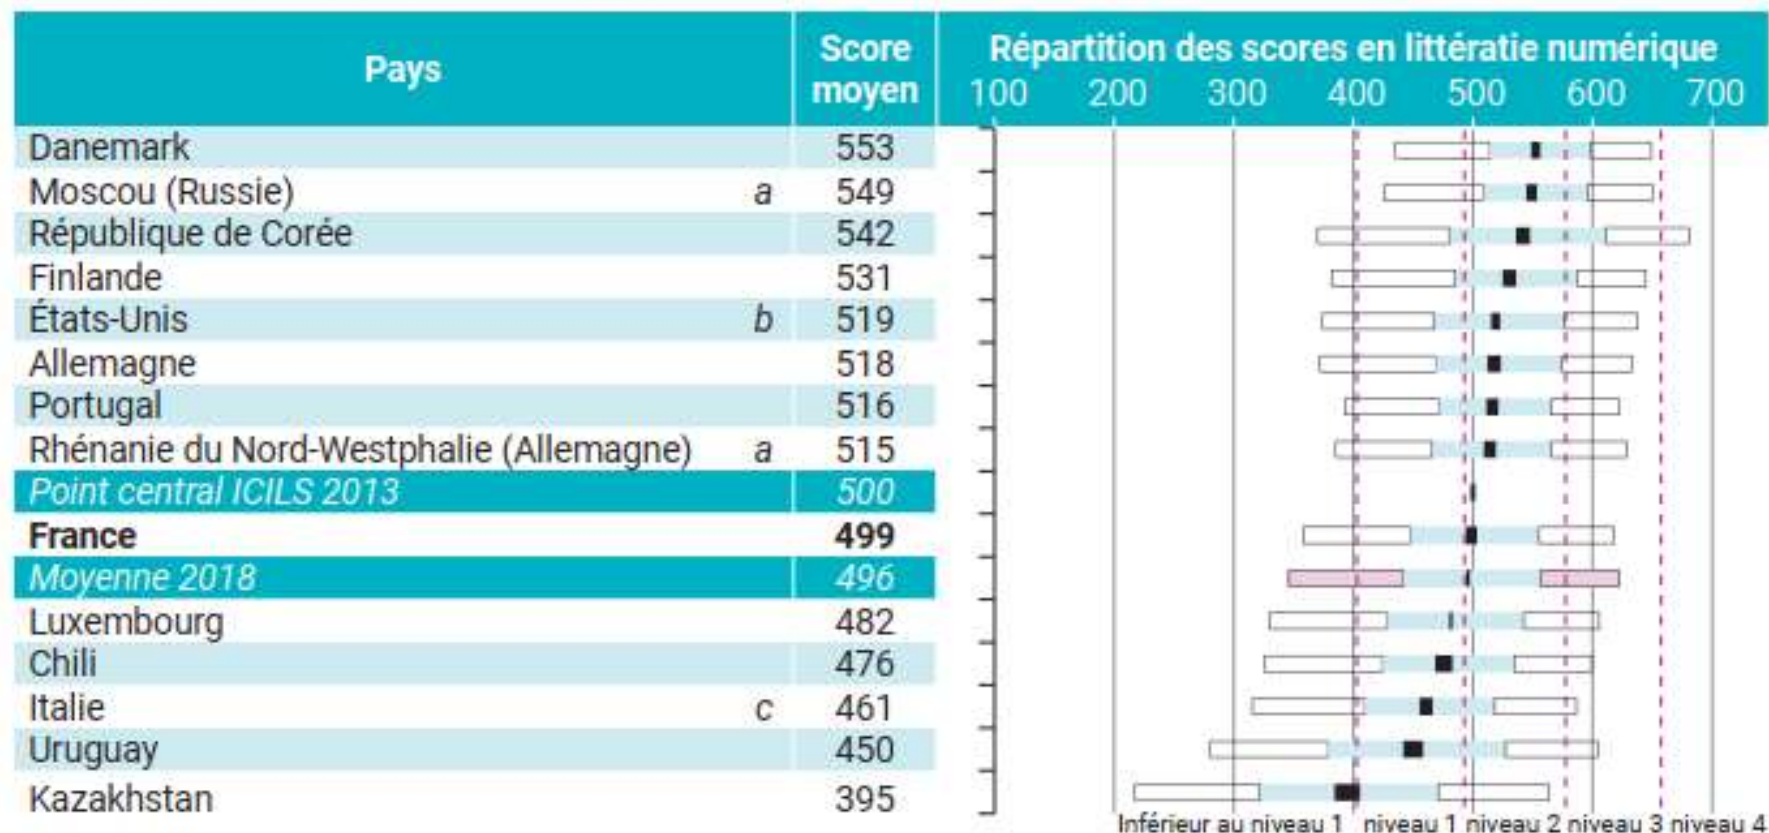 Pays Score moyen Répartition des scores en littératie numérique
100 200 300 400 500 600 700
Danemark 553
Moscou (Russie) a 549
République de Corée 542
Finlande 531
États-Unis b 519
Allemagne 518
Portugal 516
Rhénanie du Nord-Westphalie (Allemagne) a 515
Point central ICILS 2013 500
France 499
Moyenne 2018 496
Luxembourg 482
Chili 476
Italie c 461
Uruguay 450
Kazakhstan 395
Inférieur au niveau 1 niveau 1 niveau 2 niveau 3 niveau 4